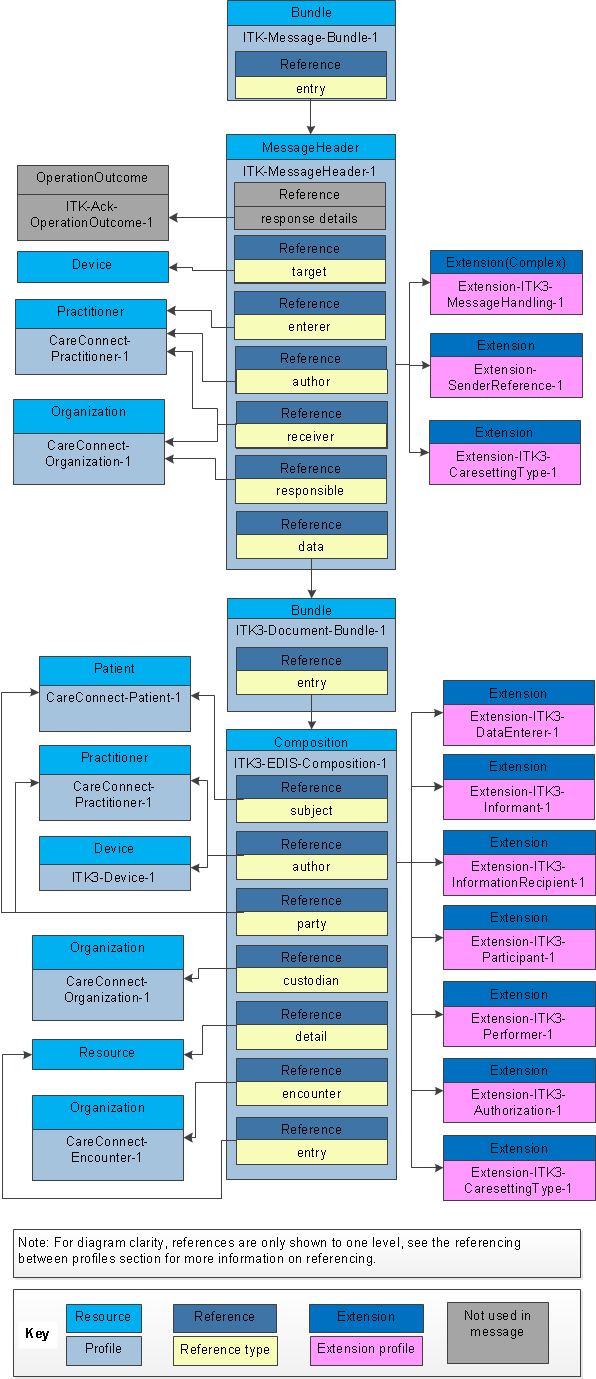 Bundle
ITK-Message-Bundle-1
Reference
entry
MessageHeader
ITK-MessageHeader-1
Reference
response details
Reference
target
Reference
enterer
Reference
author
Reference
receiver
Reference
responsible
Reference
data
OperationOutcome
ITK-Ack-
OperationOutcome-1
Device
Practitioner
CareConnect-
Practitioner-1
Organization
CareConnect-
Organization-1
Extension(Complex)
Extension-ITK3-
MessageHandling-1
Extension
Extension-
SenderReference-1
Extension
Extension-ITK3-
CaresettingType-1
Bundle
ITK3-Document-Bundle-1
Reference
entry
Composition
ITK3-EDIS-Composition-1
Reference
subject
Reference
author
Reference
party
Reference
custodian
Reference
detail
Reference
encounter
Reference
entry
Patient
CareConnect-Patient-1
Practitioner
CareConnect-
Practitioner-1
Device
ITK3-Device-1
Organization
CareConnect-
Organization-1
Resource
Organization
CareConnect-
Encounter-1
Extension
Extension-ITK3-
DataEnterer-1
Extension
Extension-ITK3-
Informant-1
Extension
Extension-ITK3-
InformationRecipient-1
Extension
Extension-ITK3-
Participant-1
Extension
Extension-ITK3-
Performer-1
Extension
Extension-ITK3-
Authorization-1
Extension
Extension-ITK3-
CaresettingType-1
Note: For diagram clarity, references are only shown to one level, see the referencing
between profiles section for more information on referencing.
Key
Resource
Profile
Reference
Reference type
Extension
Extension profile
Not used in
message